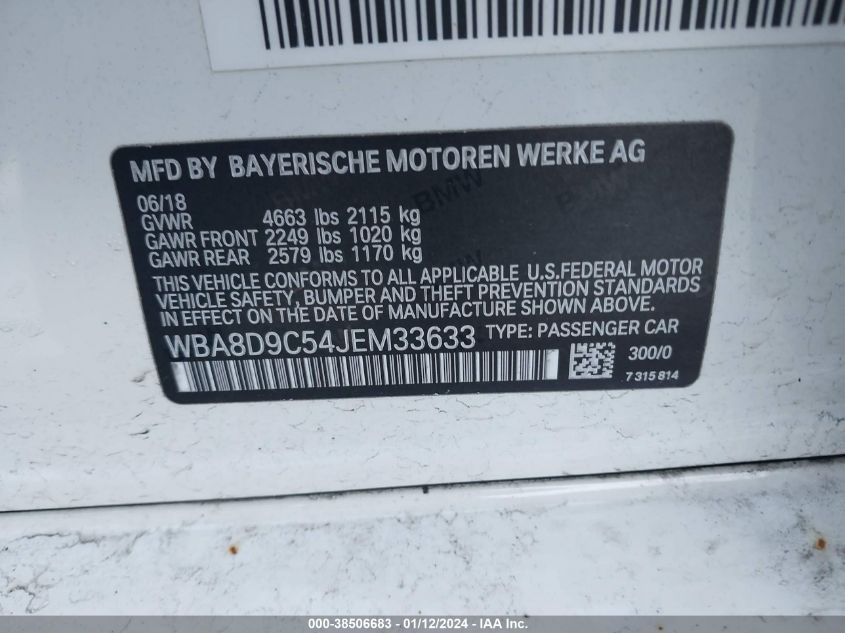 MFD BY BAYERISCHE MOTOREN WERKE AG
06/18
GVWR 4663 lbs 2115 kg
GAWR FRONT 2249 lbs 1020 kg
GAWR REAR 2579 lbs 1170 kg
THIS VEHICLE CONFORMS TO ALL APPLICABLE U.S.FEDERAL MOTOR
VEHICLE SAFETY, BUMPER AND THEFT PREVENTION STANDARDS
IN EFFECT ON THE DATE OF MANUFACTURE SHOWN ABOVE.
WBA8D9C54JEM33633 TYPE: PASSENGER CAR
300/0
7315814
BMW
BMW
000-38506683 - 01/12/2024 - IAA Inc.